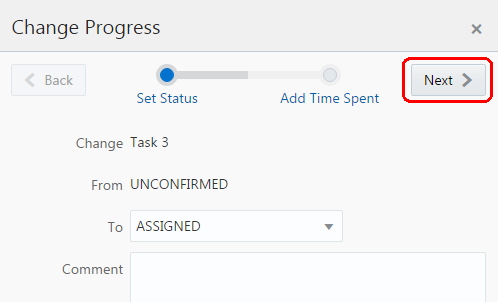 Change Progress
Back
Next
Set Status
Add Time Spent
Change Task 3
From UNCONFIRMED
To ASSIGNED
Comment